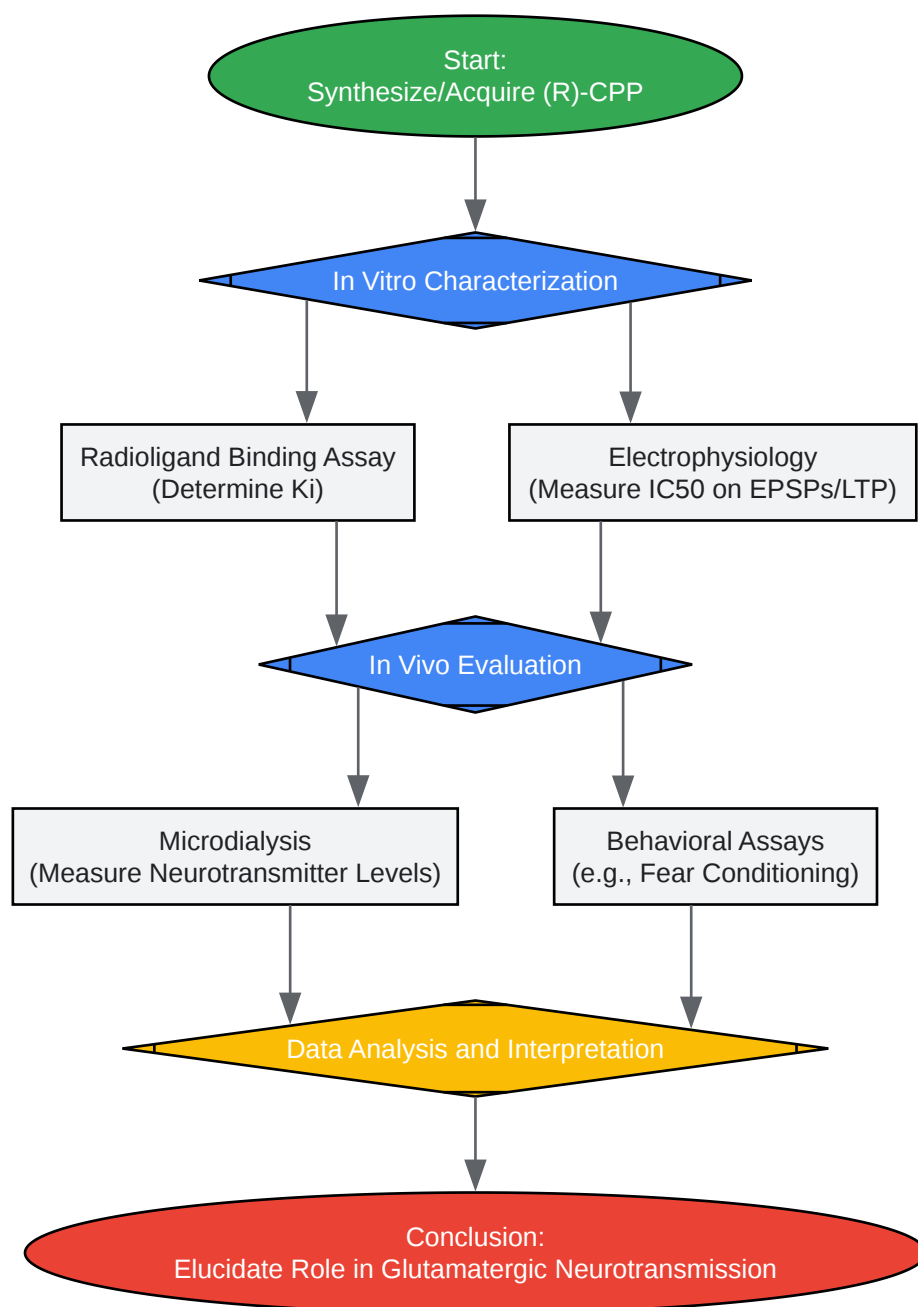 Start:
Synthesize/Acquire (R)-CPP
In Vitro Characterization
Radioligand Binding Assay
(Determine Ki)
Electrophysiology
(Measure IC50 on EPSPs/LTP)
In Vivo Evaluation
Microdialysis
(Measure Neurotransmitter Levels)
Behavioral Assays
(e.g., Fear Conditioning)
Data Analysis and Interpretation
Conclusion:
Elucidate Role in Glutamatergic Neurotransmission